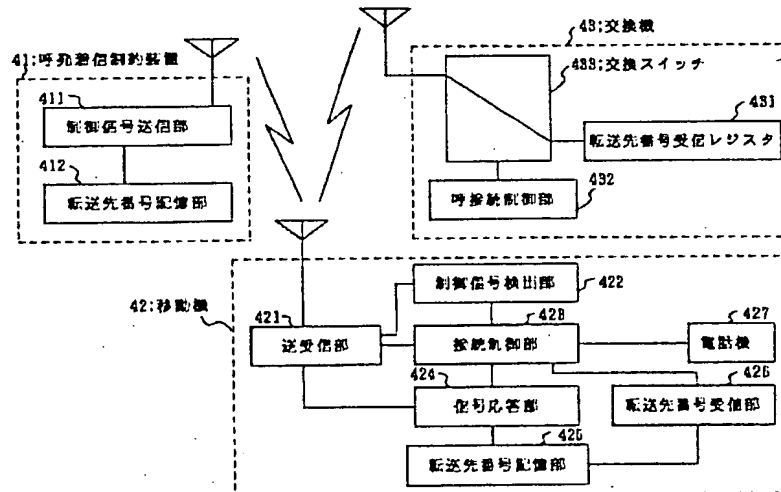 41:呼発着信制約装置
411
制御信号送信部
412
転送先番号記憶部
43:交換機
433:交換スイッチ
431
転送先番号受信レジスタ
432
呼接続制御部
42:移動機
421
送受信部
制御信号検出部
422
423
接続制御部
427
電話機
424
信号応答部
426
転送先番号受信部
425
転送先番号記憶部